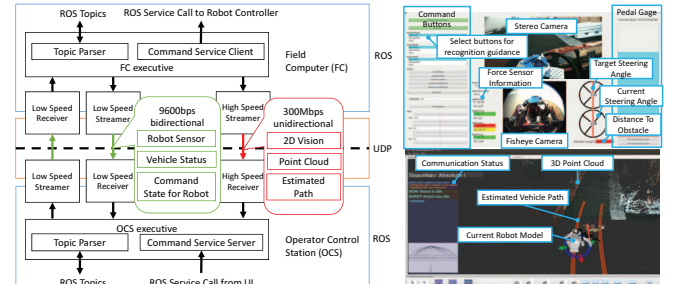 ROS Topics
ROS Service Call to Robot Controller
Topic Parser
Command Service Client
FC executive
Field
Computer (FC)
ROS
Low Speed
Receiver
Low Speed
Streamer
High Speed
Streamer
9600bps
bidirectional
Robot Sensor
Vehicle Status
Command
State for Robot
300Mbps
unidirectional
2D Vision
Point Cloud
Estimated
Path
UDP
Low Speed
Streamer
Low Speed
Receiver
High Speed
Receiver
OCS executive
Topic Parser
Command Service Server
Operator Control
Station (OCS)
ROS
ROS Topics
ROS Service Call from UI
Command
Buttons
Stereo Camera
Pedal Gage
Select buttons for
recognition guidance
Force Sensor
Information
Target Steering
Angle
Current
Steering Angle
Distance To
Obstacle
Fisheye Camera
Communication Status
3D Point Cloud
SpaceNav: Absolute
Estimated Vehicle Path
Current Robot Model